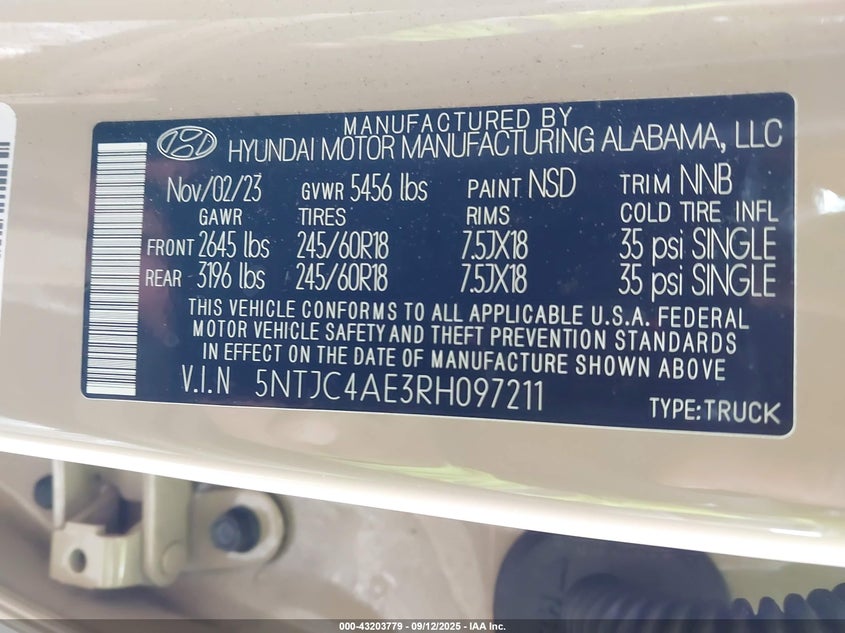 MANUFACTURED BY
HYUNDAI MOTOR MANUFACTURING ALABAMA, LLC
Nov/02/23 GVWR 5456 lbs PAINT NSD TRIM NNB
GAWR TIRES RIMS COLD TIRE INFL
FRONT 2645 lbs 245/60R18 7.5JX18 35 psi SINGLE
REAR 3196 lbs 245/60R18 7.5JX18 35 psi SINGLE
THIS VEHICLE CONFORMS TO ALL APPLICABLE U.S.A. FEDERAL
MOTOR VEHICLE SAFETY AND THEFT PREVENTION STANDARDS
IN EFFECT ON THE DATE OF MANUFACTURE SHOWN ABOVE
V.I.N 5NTJC4AE3RH097211
TYPE:TRUCK
000-43203779 - 09/12/2025 - IAA Inc.